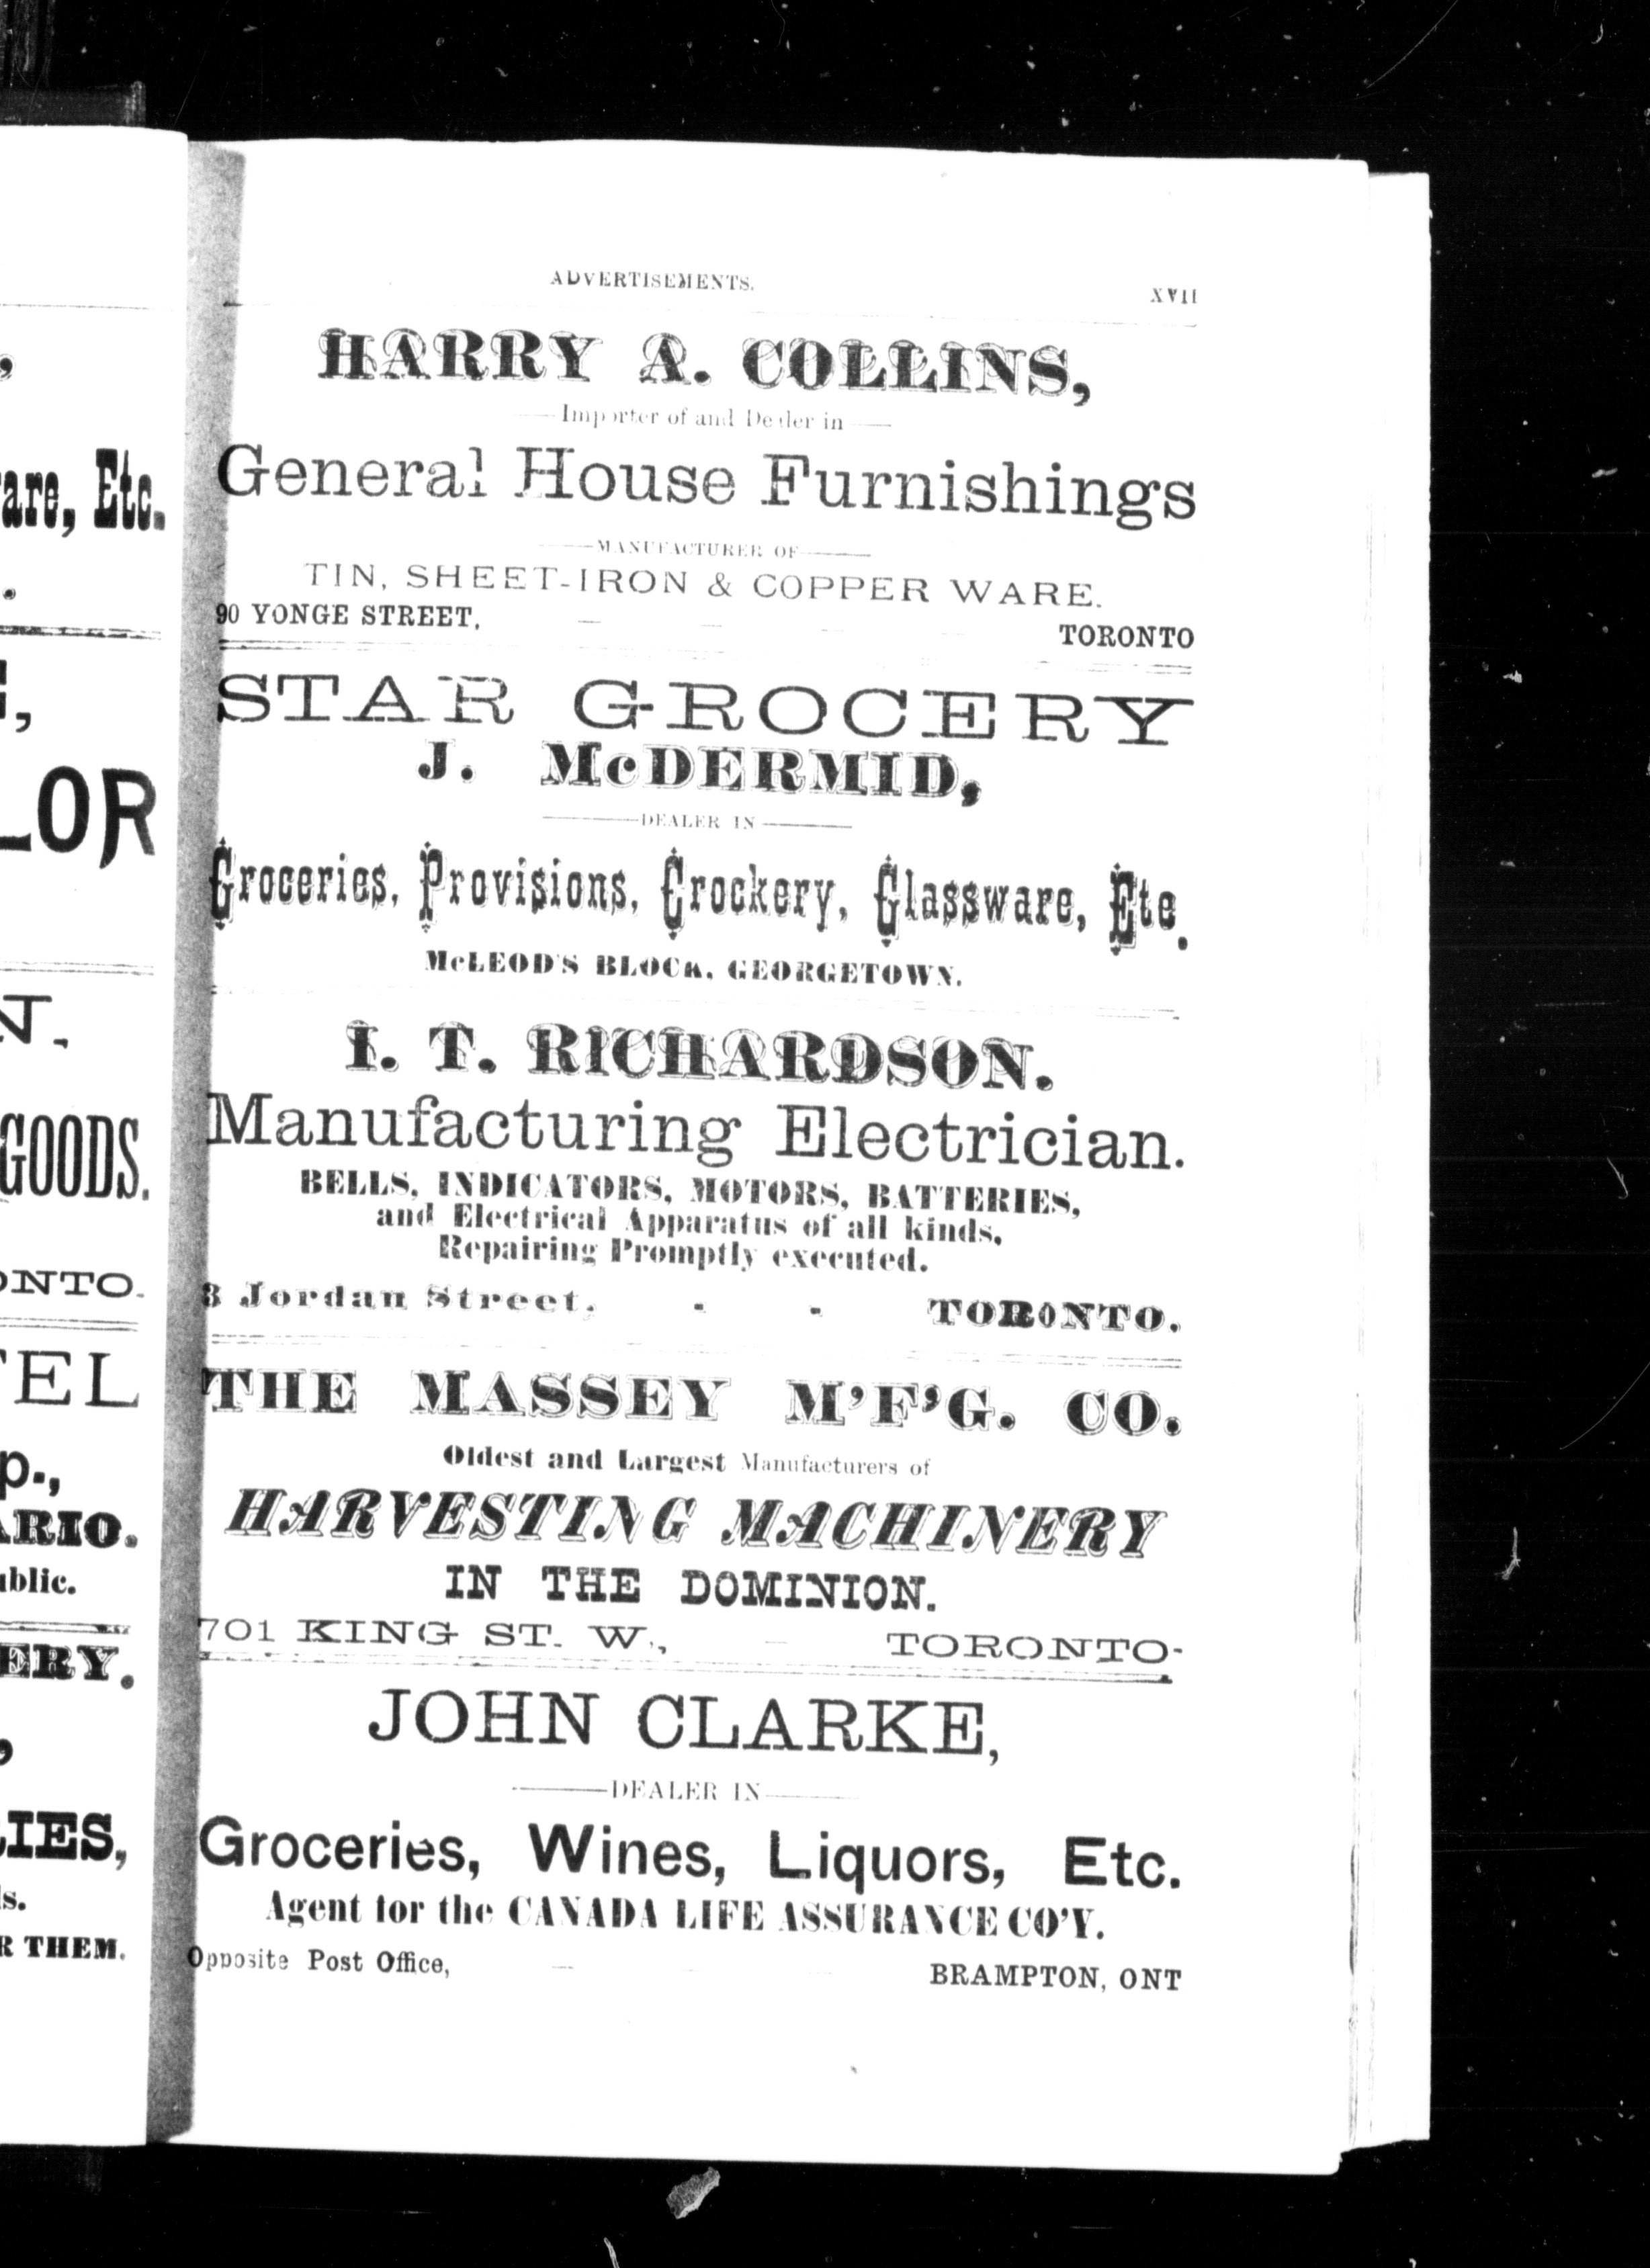 ADVERTISEMENTS. XVII
HARRY A. COLLINS,
Importer of and Dealer in
General House Furnishings
MANUFACTURER OF
TIN, SHEET-IRON & COPPER WARE.
90 YONGE STREET, TORONTO
STAR GROCERY
J. McDERMID,
DEALER IN
Groceries, Provisions, Crockery, Glassware, Etc.
McLEOD'S BLOCK, GEORGETOWN.
I. T. RICHARDSON.
Manufacturing Electrician.
BELLS, INDICATORS, MOTORS, BATTERIES,
and Electrical Apparatus of all kinds.
Repairing Promptly executed.
8 Jordan Street, - - TORONTO.
THE MASSEY M'F'G. CO.
Oldest and Largest Manufacturers of
HARVESTING MACHINERY
IN THE DOMINION.
701 KING ST. W., - TORONTO.
JOHN CLARKE,
DEALER IN
Groceries, Wines, Liquors, Etc.
Agent for the CANADA LIFE ASSURANCE CO'Y.
Opposite Post Office, BRAMPTON, ONT
Etc.
GOODS.
THEM.